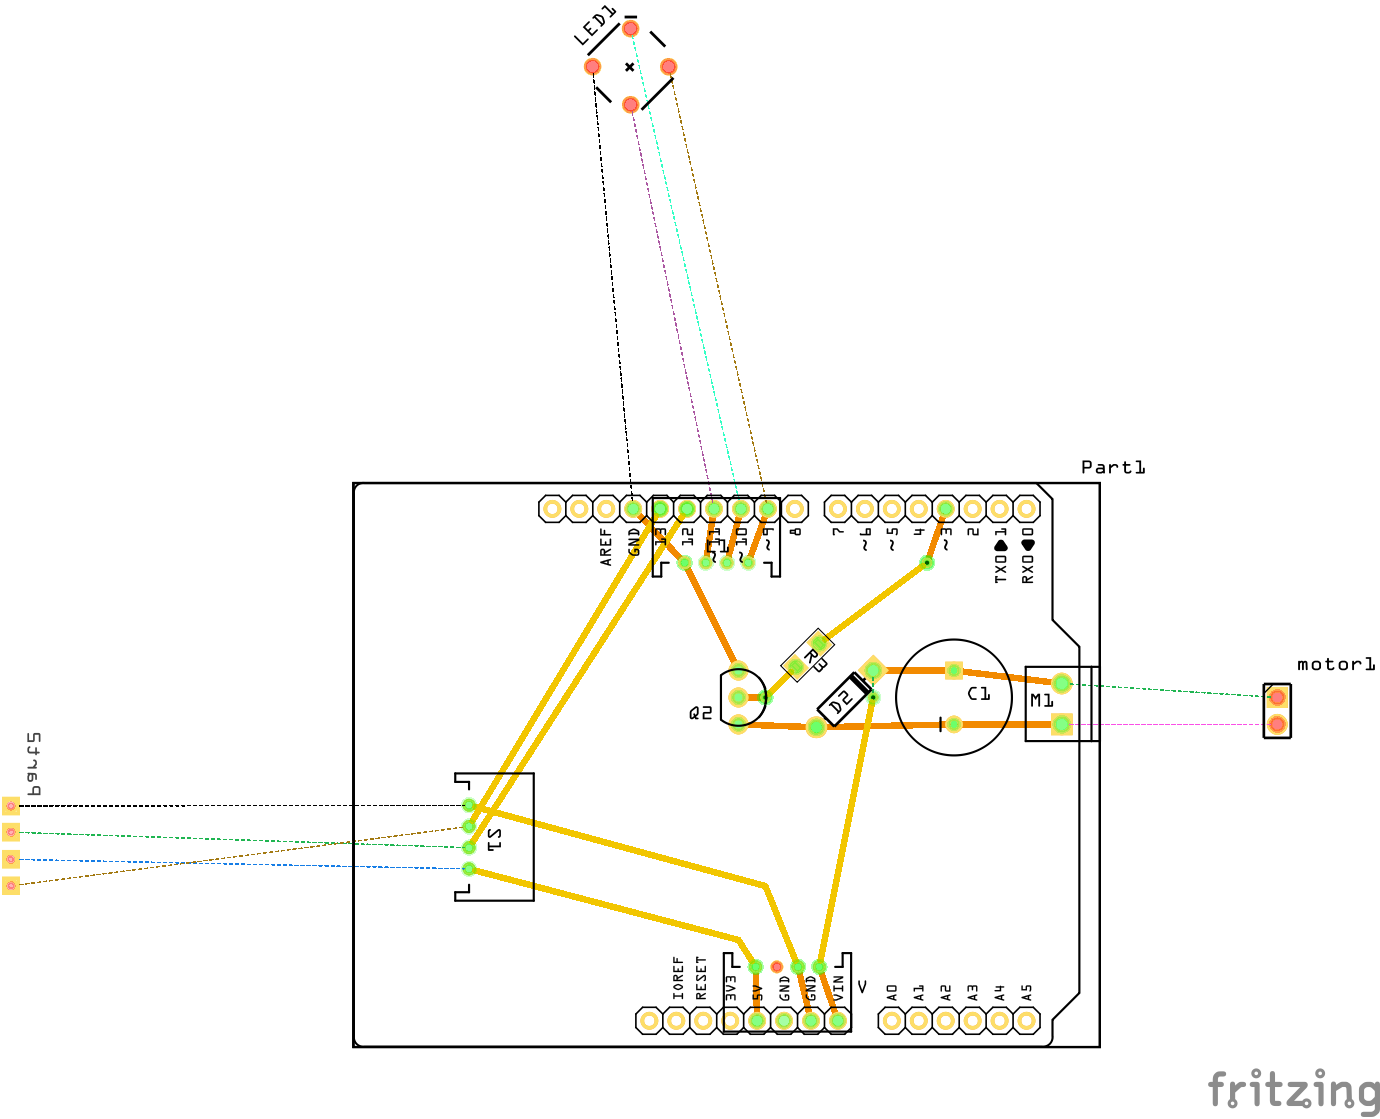 LED1
Part1
AREF
GND
13
12
~11
~10
~9
8
7
~6
~5
4
~3
2
TX0 1
RX0 0
R3
D2
Q2
C1
M1
motor1
Part5
S1
IOREF
RESET
3V3
5V
GND
GND
VIN
V
A0
A1
A2
A3
A4
A5
fritzing